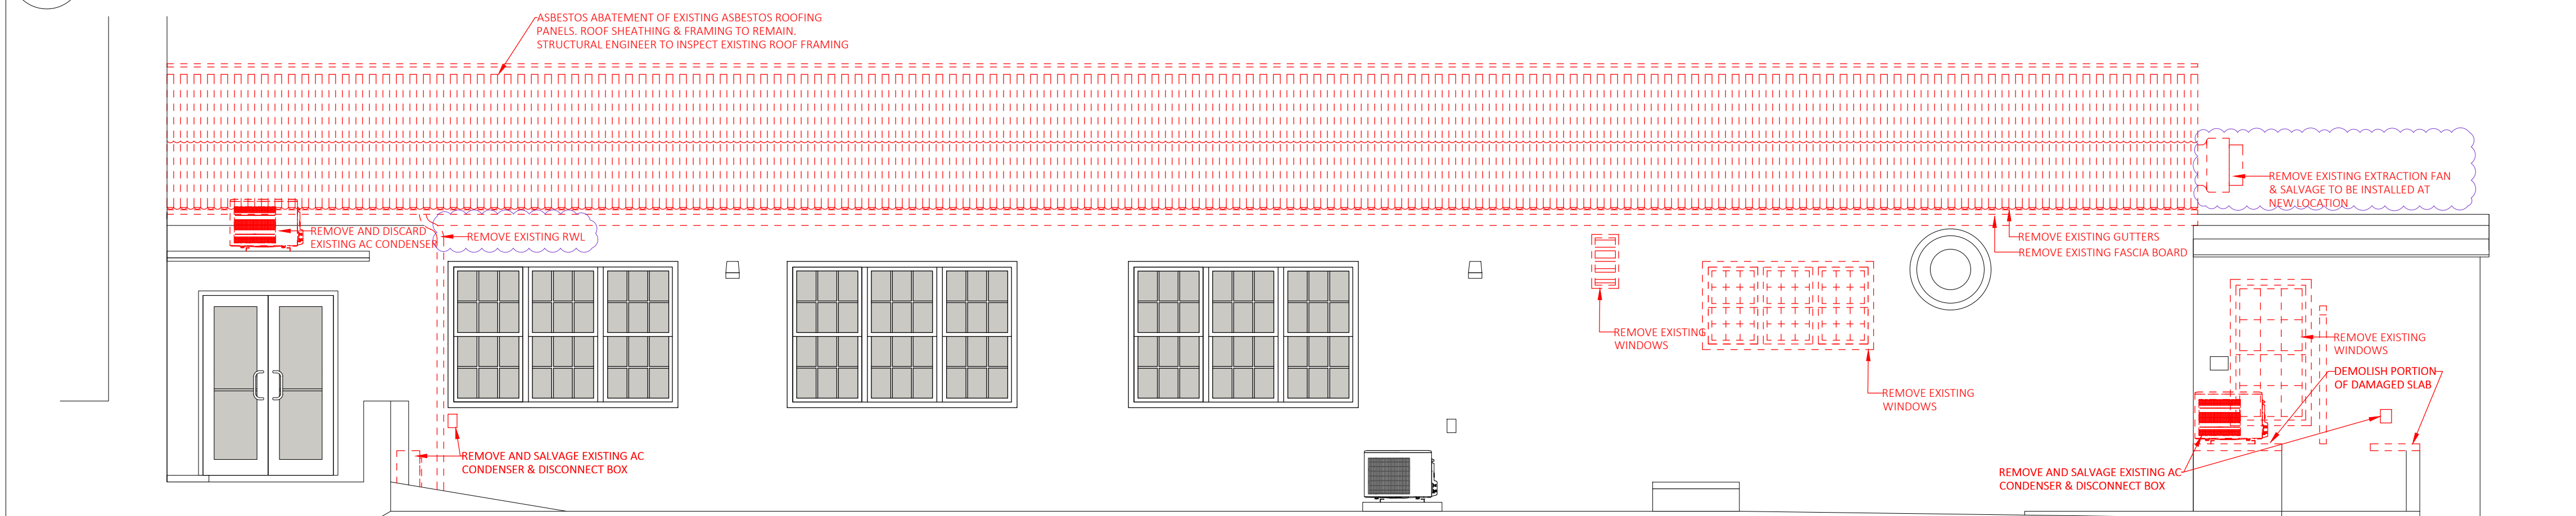 ASBESTOS ABATEMENT OF EXISTING ASBESTOS ROOFING
PANELS. ROOF SHEATHING & FRAMING TO REMAIN.
STRUCTURAL ENGINEER TO INSPECT EXISTING ROOF FRAMING
REMOVE EXISTING EXTRACTION FAN
& SALVAGE TO BE INSTALLED AT
NEW LOCATION
REMOVE AND DISCARD
EXISTING AC CONDENSER
REMOVE EXISTING RWL
REMOVE EXISTING GUTTERS
REMOVE EXISTING FASCIA BOARD
REMOVE EXISTING
WINDOWS
REMOVE EXISTING
WINDOWS
REMOVE EXISTING
WINDOWS
DEMOLISH PORTION
OF DAMAGED SLAB
REMOVE AND SALVAGE EXISTING AC
CONDENSER & DISCONNECT BOX
REMOVE AND SALVAGE EXISTING AC
CONDENSER & DISCONNECT BOX